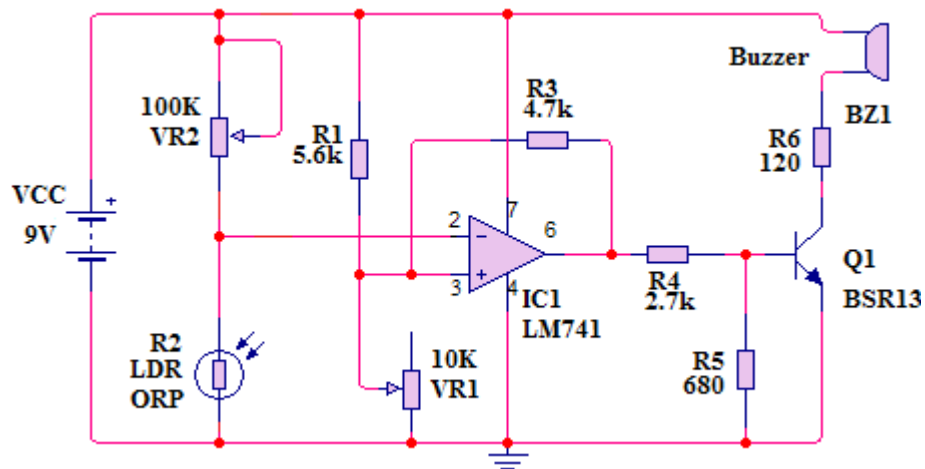 Buzzer
BZ1
R3
4.7k
100K
VR2
R1
5.6k
R6
120
VCC
+
9V
2
7
6
−
+
3
4
IC1
LM741
R4
2.7k
Q1
BSR13
R2
LDR
ORP
10K
VR1
R5
680